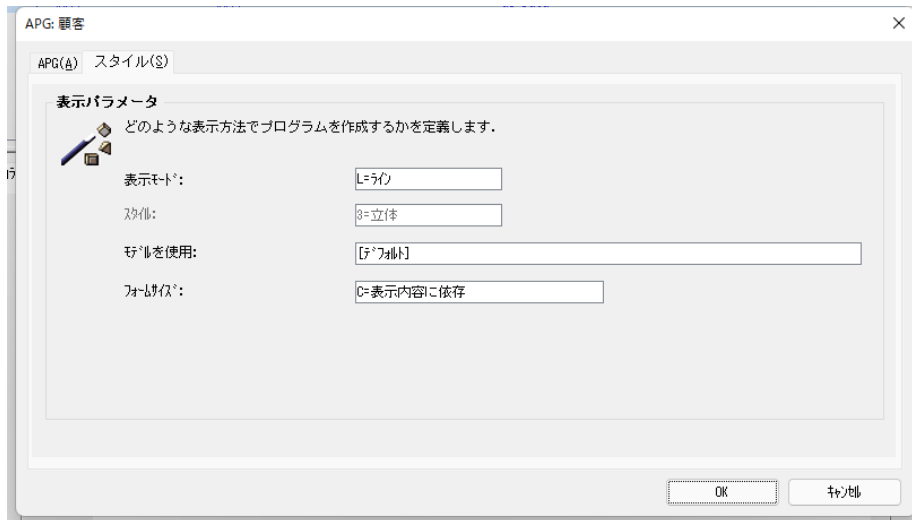 APG: 顧客
APG(A) スタイル(S)
表示パラメータ
どのような表示方法でプログラムを作成するかを定義します.
表示ﾓｰﾄﾞ: L=ﾗｲﾝ
ｽﾀｲﾙ: 3=立体
ﾓﾃﾞﾙを使用: [ﾃﾞﾌｫﾙﾄ]
ﾌｫｰﾑｻｲｽﾞ: C=表示内容に依存
OK ｷｬﾝｾﾙ